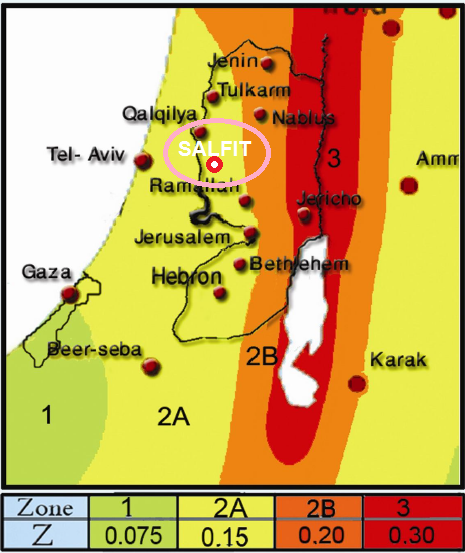 Jenin
Tulkarm
Qalqilya
Nablus
SALFIT
Tel- Aviv
3
Amm
Ramallah
Jericho
Jerusalem
Bethlehem
Gaza
Hebron
Beer-seba
2B
Karak
1
2A
Zone 1 2A 2B 3
Z 0.075 0.15 0.20 0.30